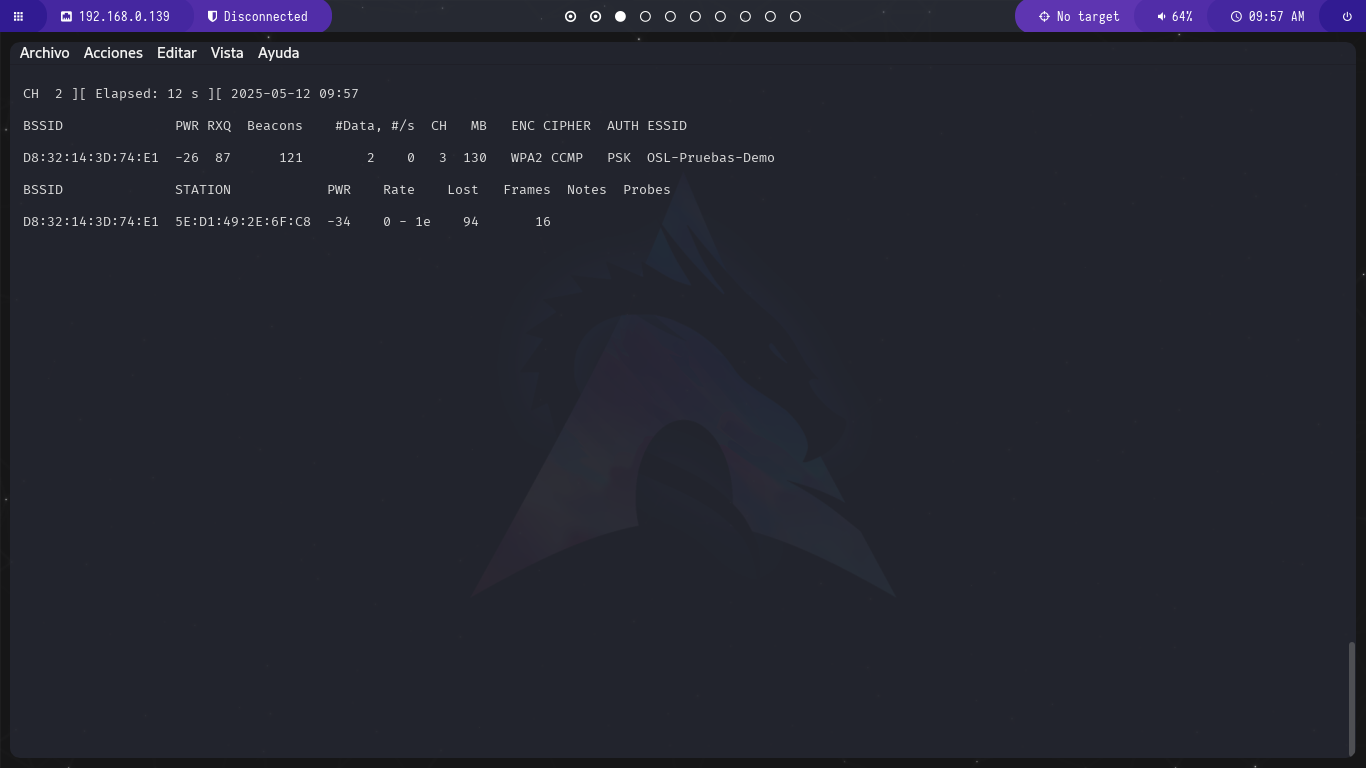 192.168.0.139 Disconnected No target 64% 09:57 AM
Archivo Acciones Editar Vista Ayuda
CH 2 ][ Elapsed: 12 s ][ 2025-05-12 09:57
BSSID PWR RXQ Beacons #Data, #/s CH MB ENC CIPHER AUTH ESSID
D8:32:14:3D:74:E1 -26 87 121 2 0 3 130 WPA2 CCMP PSK OSL-Pruebas-Demo
BSSID STATION PWR Rate Lost Frames Notes Probes
D8:32:14:3D:74:E1 5E:D1:49:2E:6F:C8 -34 0 - 1e 94 16